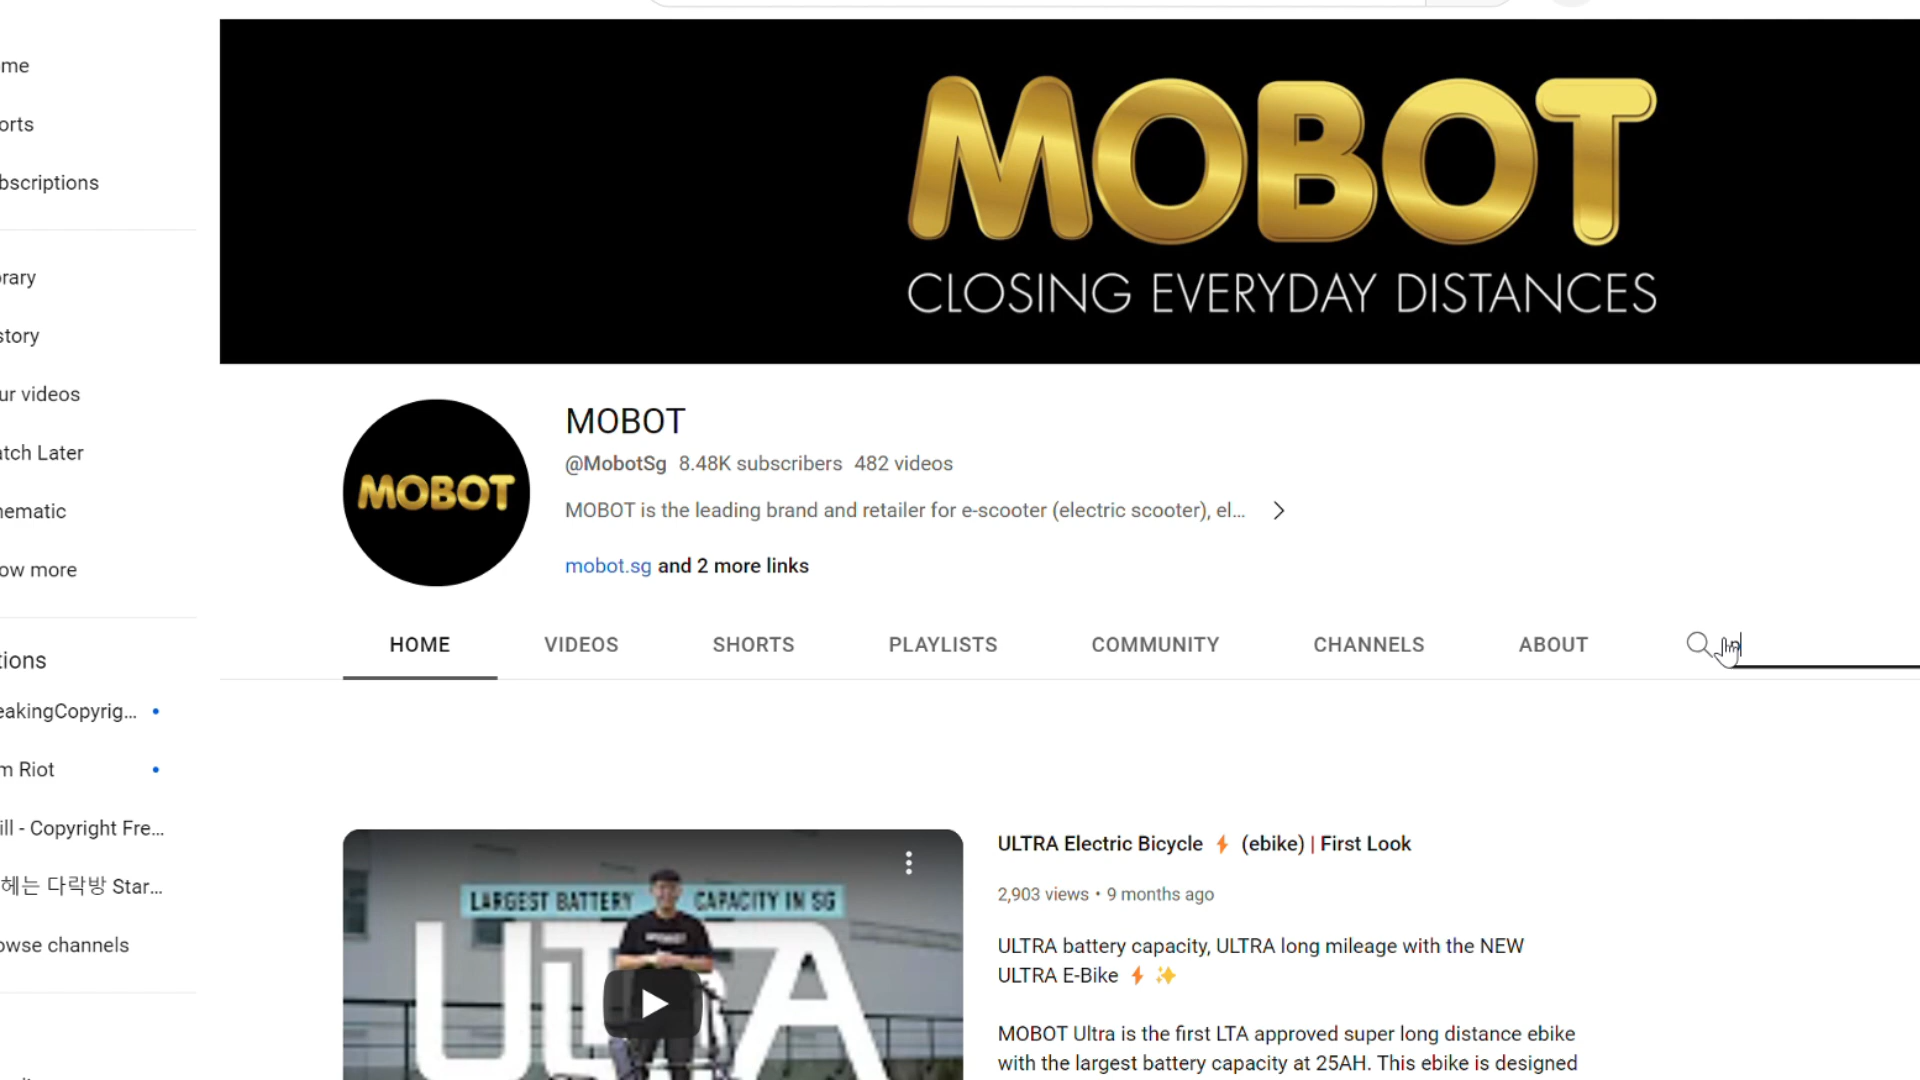 MOBOT
CLOSING EVERYDAY DISTANCES
me
orts
bscriptions
rary
story
ur videos
atch Later
nematic
ow more
tions
eakingCopyrig...
m Riot
ill - Copyright Fre...
헤는 다락방 Star...
owse channels
MOBOT
MOBOT
@MobotSg 8.48K subscribers 482 videos
MOBOT is the leading brand and retailer for e-scooter (electric scooter), el...
mobot.sg and 2 more links
HOME VIDEOS SHORTS PLAYLISTS COMMUNITY CHANNELS ABOUT
LARGEST BATTERY CAPACITY IN SG
ULTRA
ULTRA Electric Bicycle ⚡ (ebike) | First Look
2,903 views • 9 months ago
ULTRA battery capacity, ULTRA long mileage with the NEW
ULTRA E-Bike ⚡ ✨
MOBOT Ultra is the first LTA approved super long distance ebike
with the largest battery capacity at 25AH. This ebike is designed